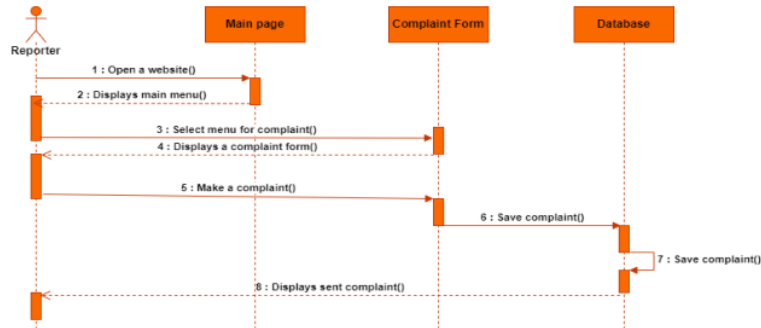 Main page
Complaint Form
Database
Reporter
1 : Open a website()
2 : Displays main menu()
3 : Select menu for complaint()
4 : Displays a complaint form()
5 : Make a complaint()
6 : Save complaint()
7 : Save complaint()
8 : Displays sent complaint()